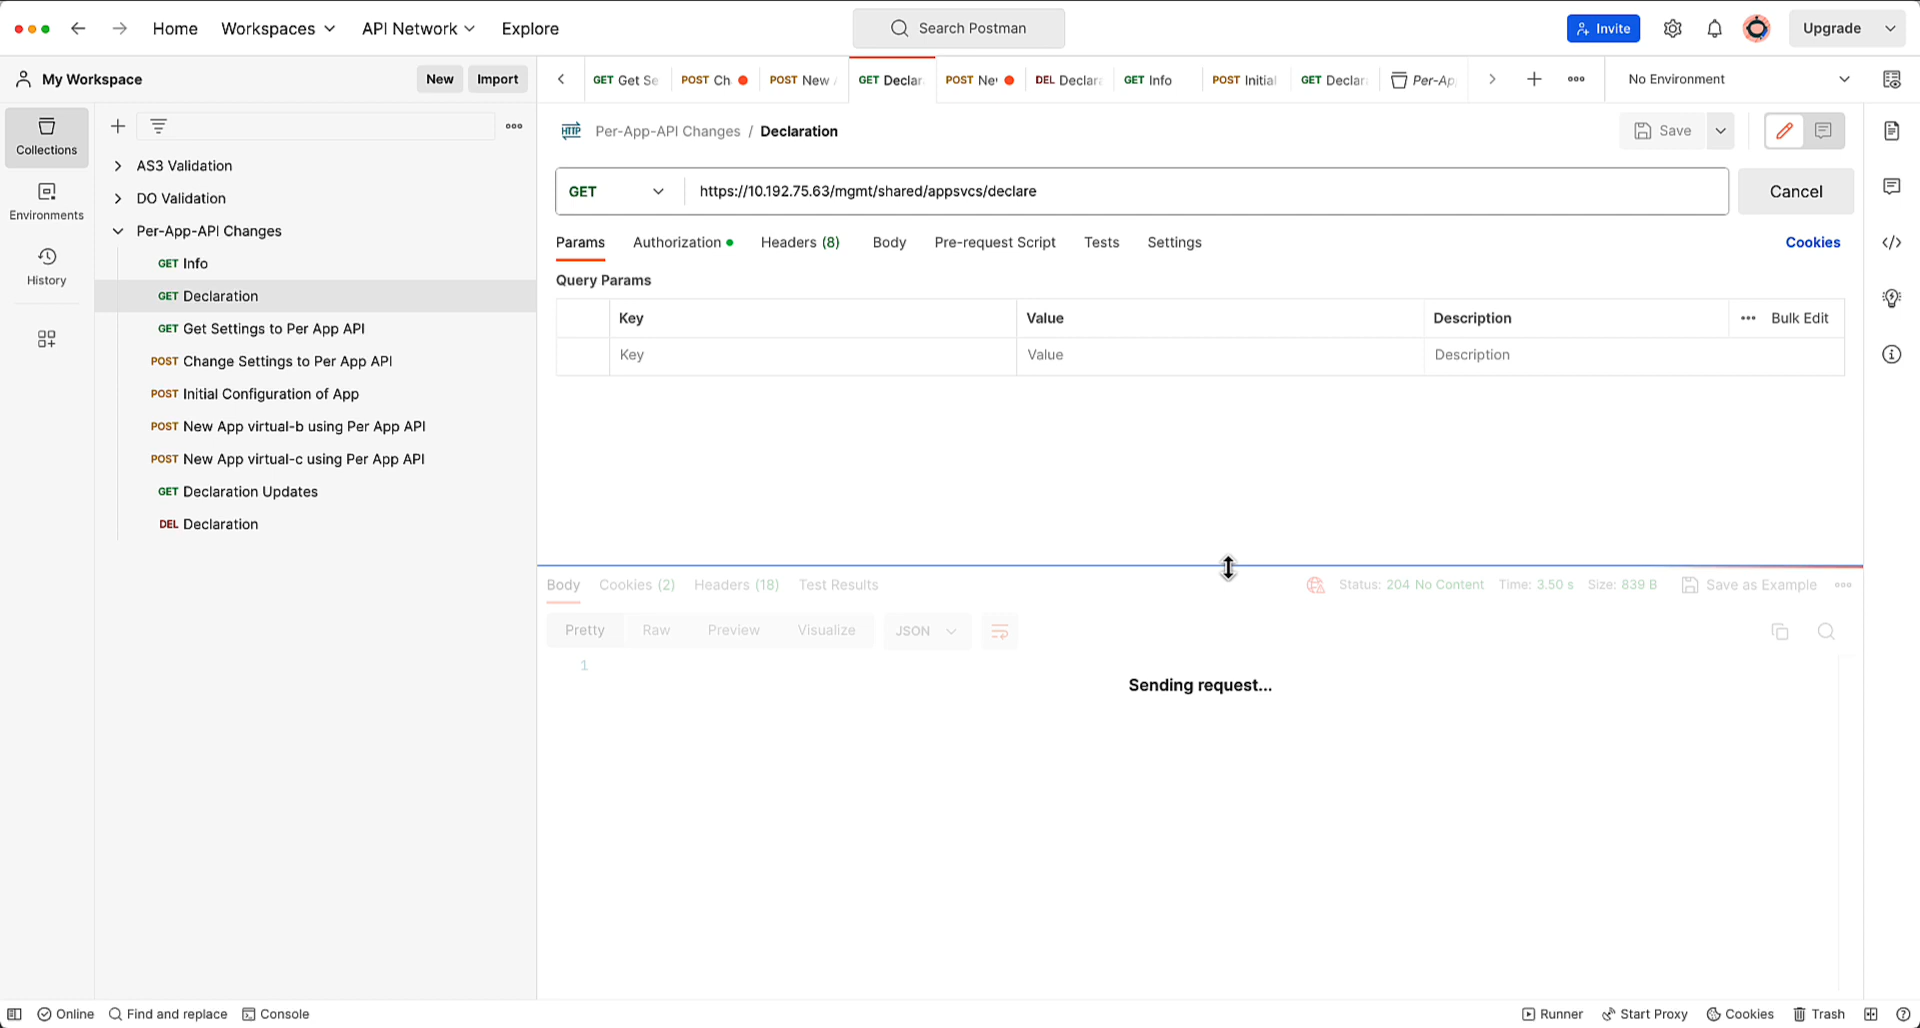 Home Workspaces API Network Explore Search Postman Invite Upgrade
My Workspace New Import GET Get Se POST Ch POST New GET Declar POST Ne DEL Declar GET Info POST Initial GET Declar Per-Ap No Environment
Collections
Environments
History
AS3 Validation
DO Validation
Per-App-API Changes
GET Info
GET Declaration
GET Get Settings to Per App API
POST Change Settings to Per App API
POST Initial Configuration of App
POST New App virtual-b using Per App API
POST New App virtual-c using Per App API
GET Declaration Updates
DEL Declaration
HTTP Per-App-API Changes / Declaration Save
GET https://10.192.75.63/mgmt/shared/appsvcs/declare Cancel
Params Authorization Headers (8) Body Pre-request Script Tests Settings Cookies
Query Params
Key Value Description Bulk Edit
Key Value Description
Body Cookies (2) Headers (18) Test Results Status: 204 No Content Time: 3.50 s Size: 839 B Save as Example
Pretty Raw Preview Visualize JSON
1
Sending request...
Online Find and replace Console Runner Start Proxy Cookies Trash